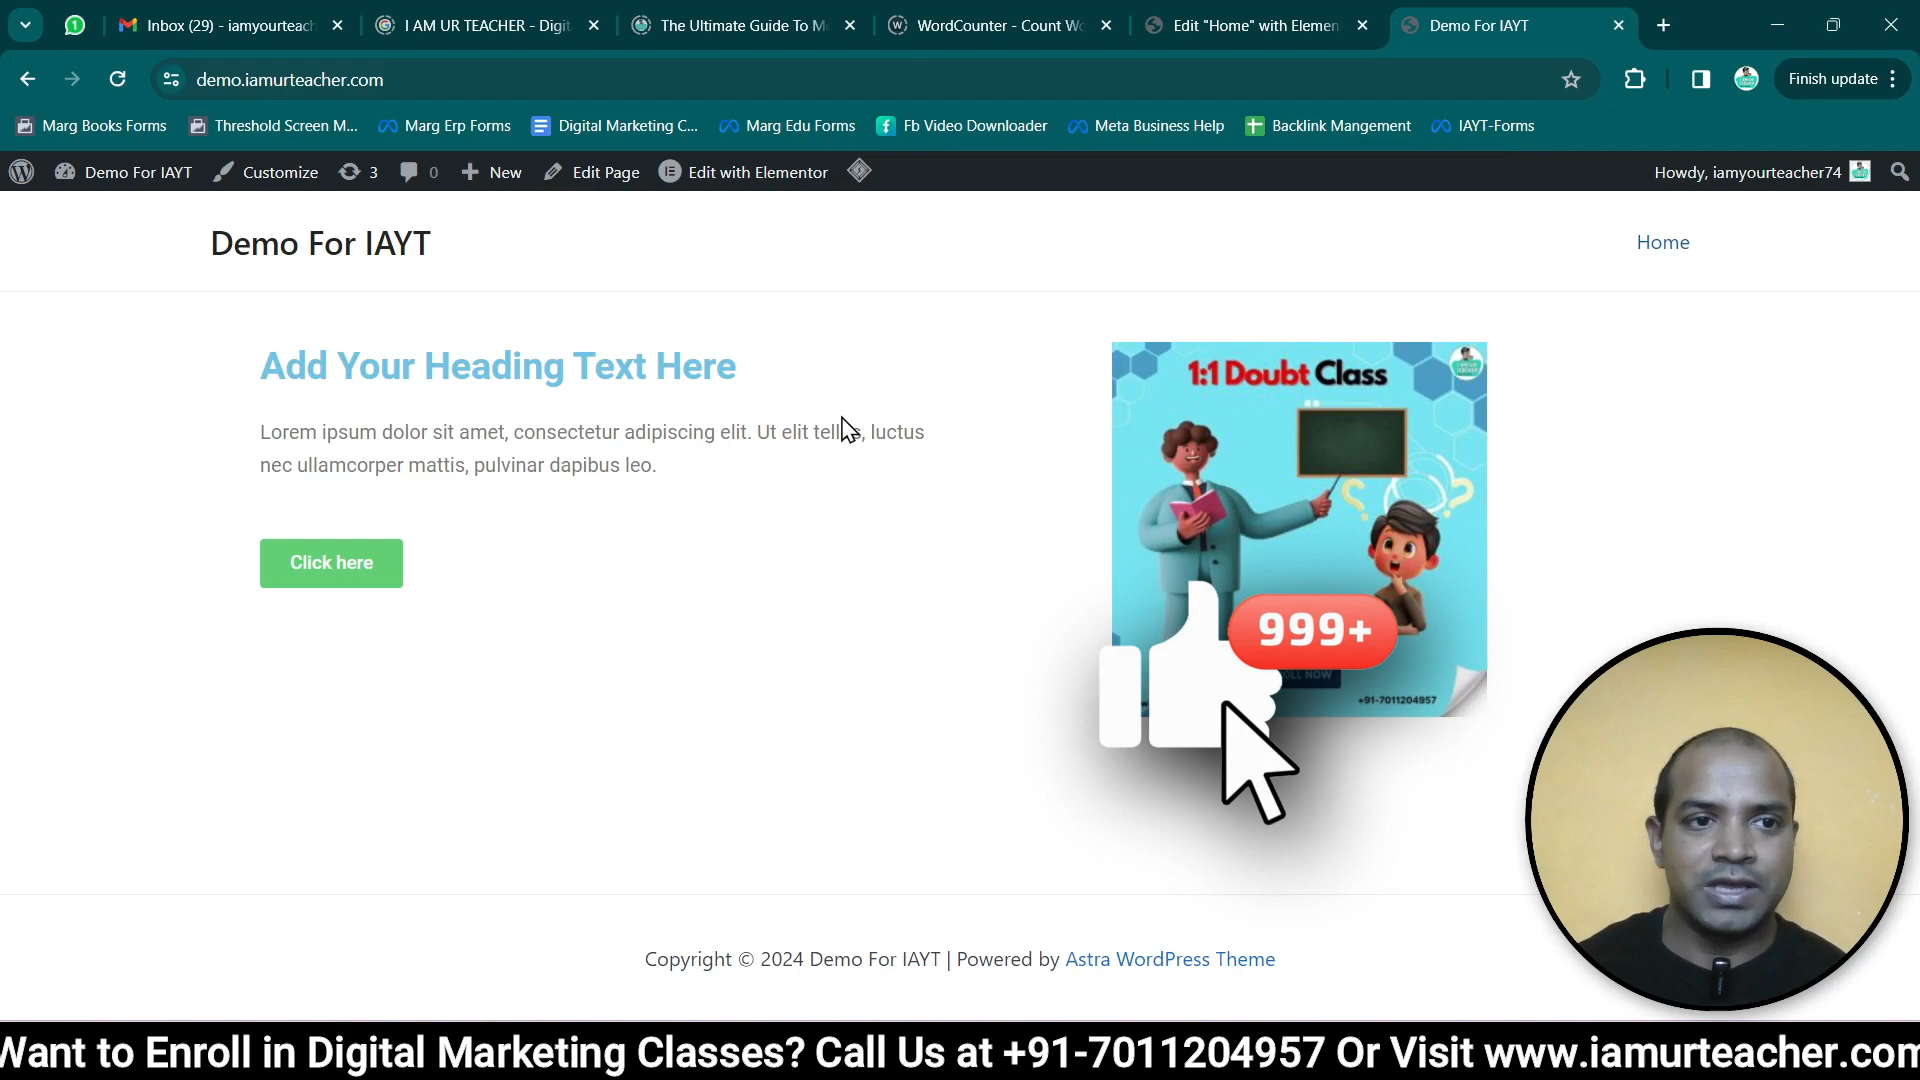 Inbox (29) - iamyourteach
I AM UR TEACHER - Digit
The Ultimate Guide To M
WordCounter - Count Wo
Edit "Home" with Elemen
Demo For IAYT
demo.iamurteacher.com
Finish update
Marg Books Forms
Threshold Screen M...
Marg Erp Forms
Digital Marketing C...
Marg Edu Forms
Fb Video Downloader
Meta Business Help
Backlink Mangement
IAYT-Forms
Demo For IAYT
Customize
3
0
New
Edit Page
Edit with Elementor
Howdy, iamyourteacher74
Demo For IAYT
Home
Add Your Heading Text Here
Lorem ipsum dolor sit amet, consectetur adipiscing elit. Ut elit tellus, luctus
nec ullamcorper mattis, pulvinar dapibus leo.
Click here
1:1 Doubt Class
999+
NOW
+91-7011204957
Copyright © 2024 Demo For IAYT | Powered by Astra WordPress Theme
Want to Enroll in Digital Marketing Classes? Call Us at +91-7011204957 Or Visit www.iamurteacher.com